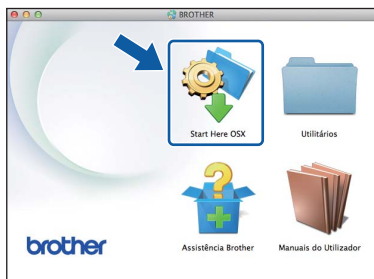 BROTHER
Start Here OSX
Utilitários
Assistência Brother
Manuais do Utilizador
brother